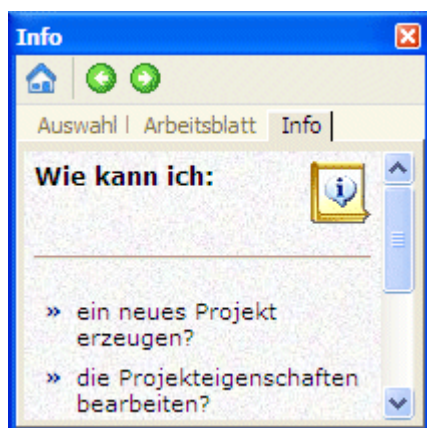 Info
Auswahl Arbeitsblatt Info
Wie kann ich:
» ein neues Projekt
erzeugen?
» die Projekteigenschaften
bearbeiten?